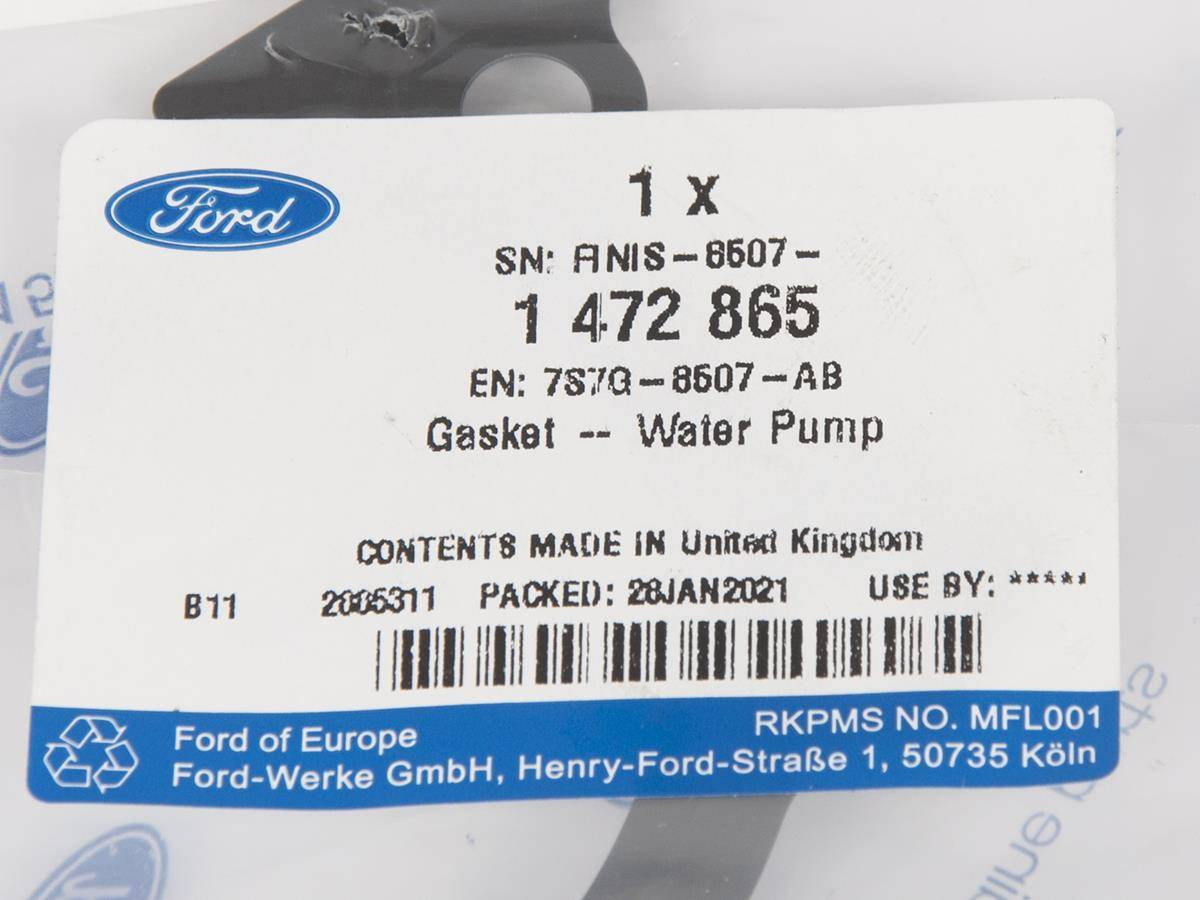 Ford
1 x
SN: FINIS-8507-
1 472 865
EN: 7S7G-8507-AB
Gasket -- Water Pump
CONTENTS MADE IN United Kingdom
B11 2005311 PACKED: 28JAN2021 USE BY: *****
RKPMS NO. MFL001
Ford of Europe
Ford-Werke GmbH, Henry-Ford-Straße 1, 50735 Köln